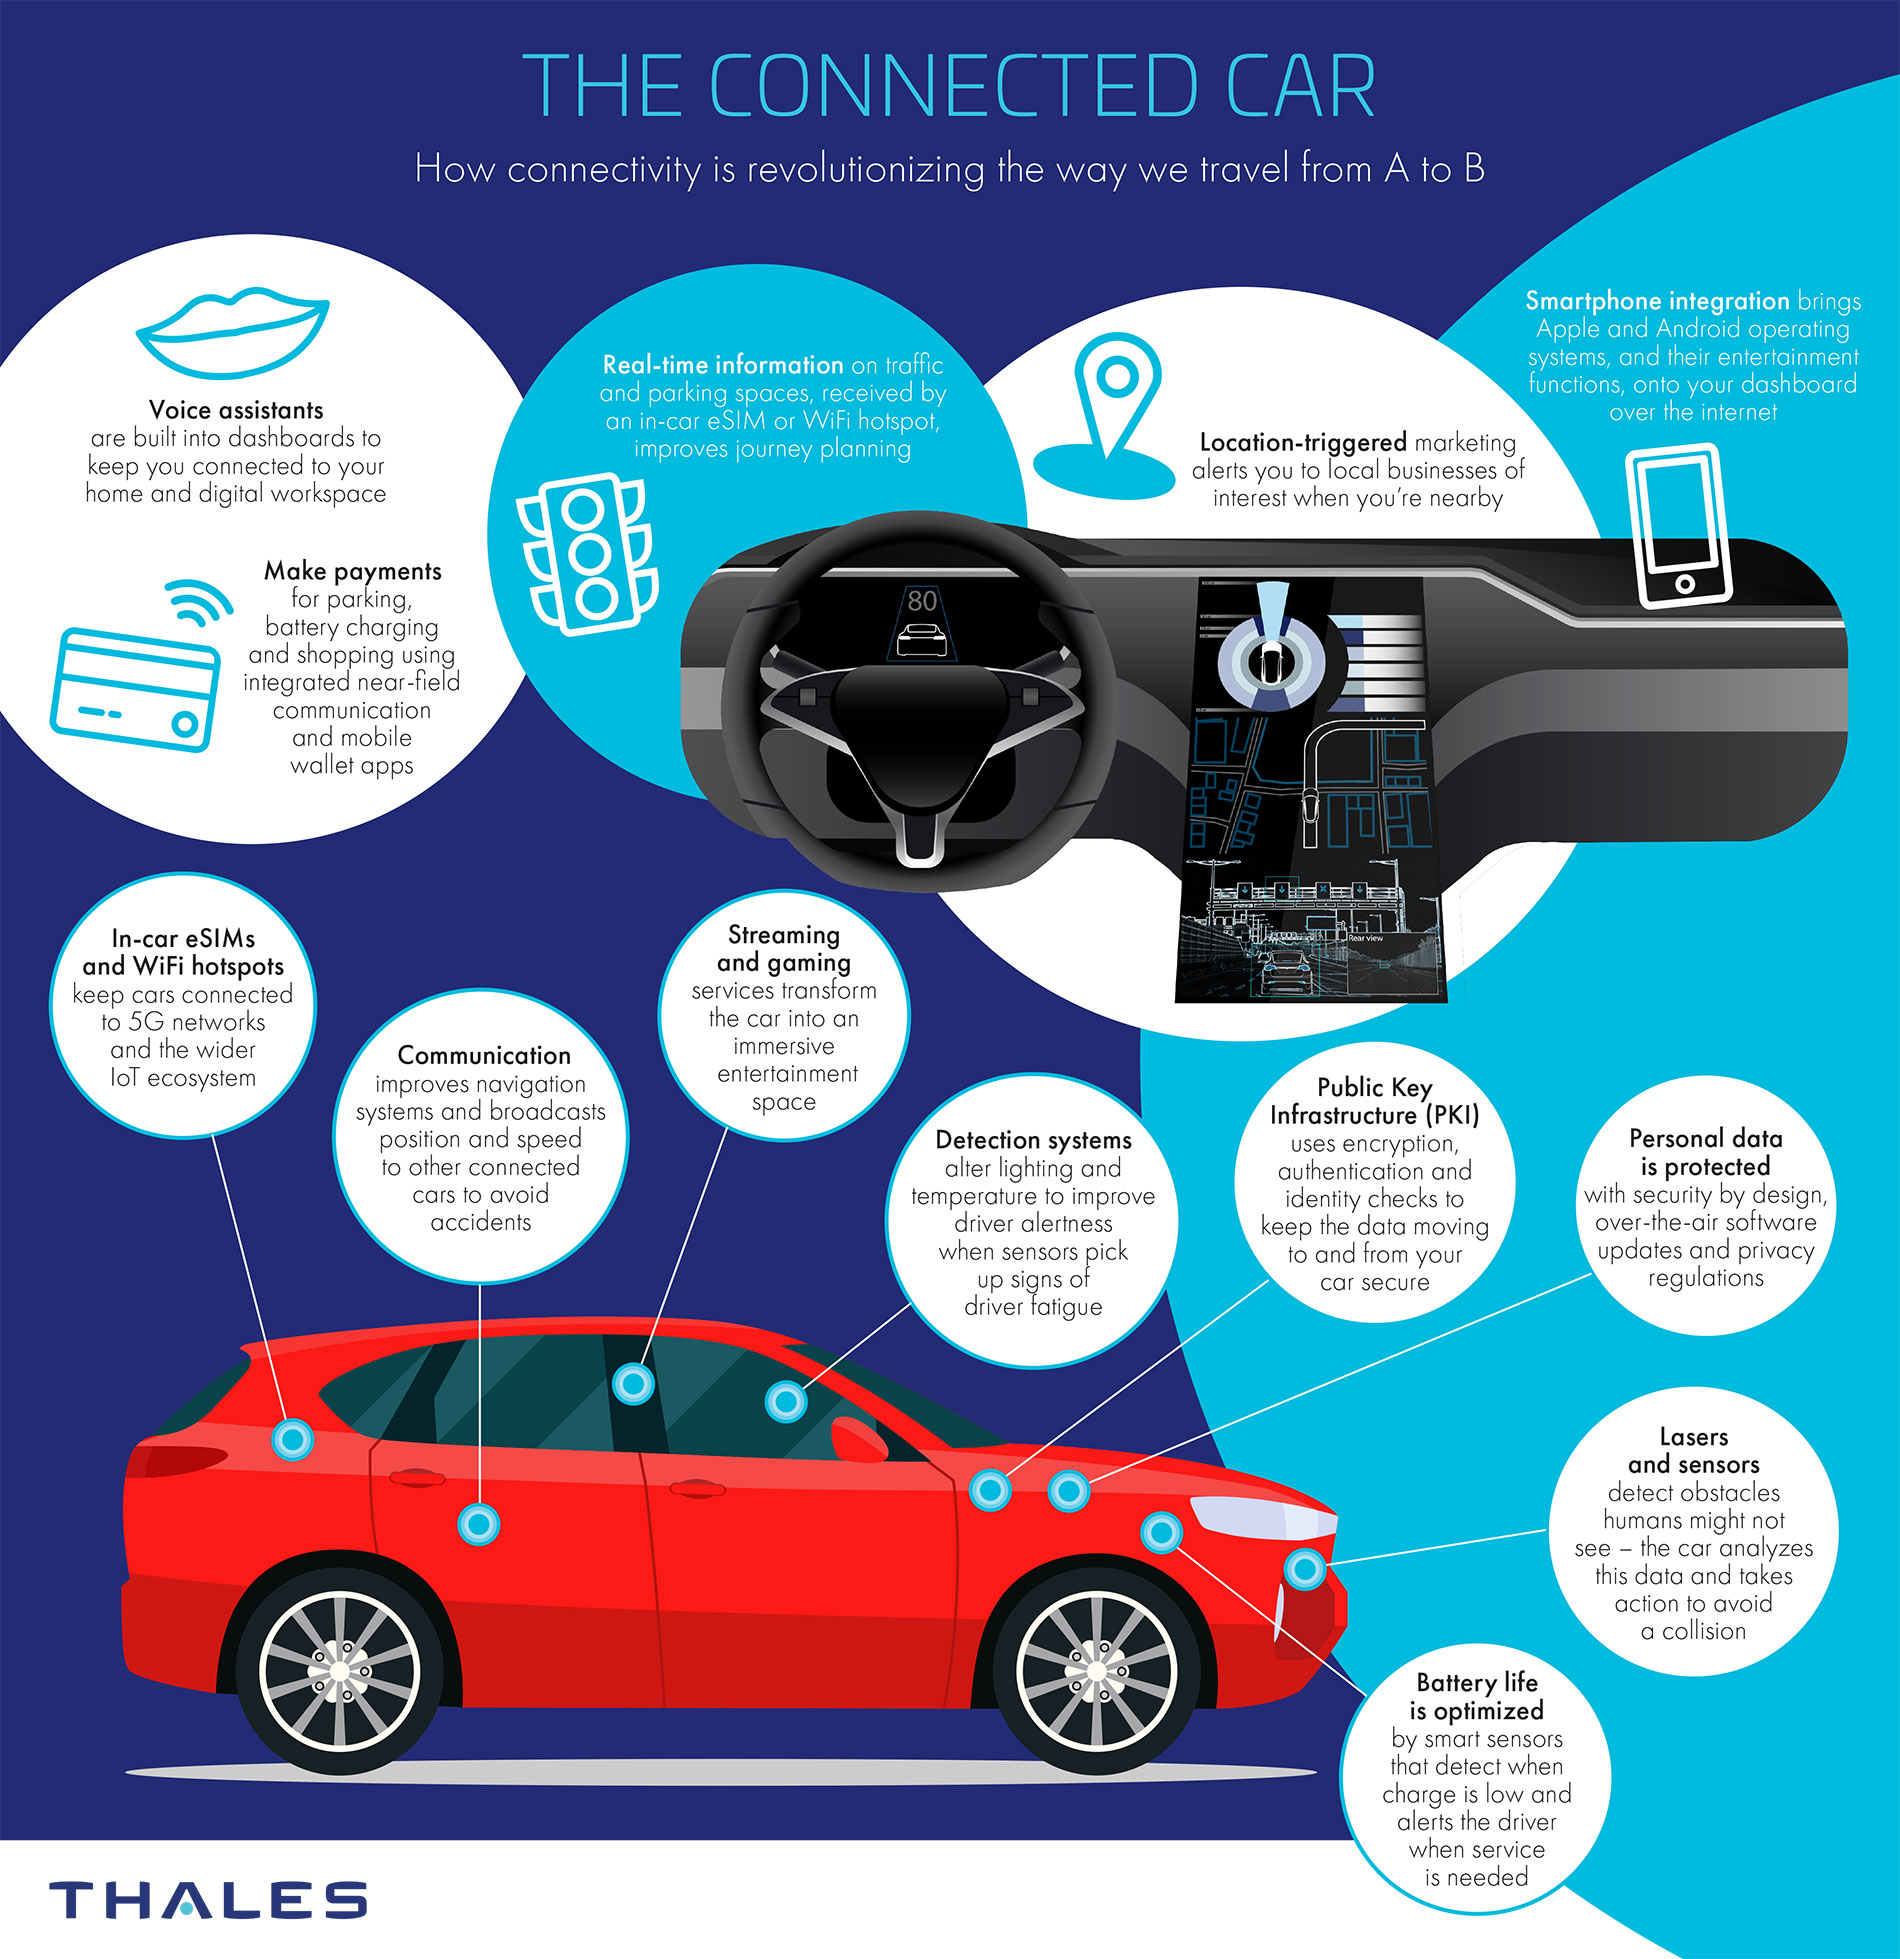 THE CONNECTED CAR
How connectivity is revolutionizing the way we travel from A to B
Voice assistants
are built into dashboards to
keep you connected to your
home and digital workspace
Make payments
for parking,
battery charging
and shopping using
integrated near-field
communication
and mobile
wallet apps
Real-time information on traffic
and parking spaces, received by
an in-car eSIM or WiFi hotspot,
improves journey planning
Location-triggered marketing
alerts you to local businesses of
interest when you're nearby
Smartphone integration brings
Apple and Android operating
systems, and their entertainment
functions, onto your dashboard
over the internet
80
Rear view
In-car eSIMs
and WiFi hotspots
keep cars connected
to 5G networks
and the wider
IoT ecosystem
Communication
improves navigation
systems and broadcasts
position and speed
to other connected
cars to avoid
accidents
Streaming
and gaming
services transform
the car into an
immersive
entertainment
space
Detection systems
alter lighting and
temperature to improve
driver alertness
when sensors pick
up signs of
driver fatigue
Public Key
Infrastructure (PKI)
uses encryption,
authentication and
identity checks to
keep the data moving
to and from your
car secure
Personal data
is protected
with security by design,
over-the-air software
updates and privacy
regulations
Lasers
and sensors
detect obstacles
humans might not
see – the car analyzes
this data and takes
action to avoid
a collision
Battery life
is optimized
by smart sensors
that detect when
charge is low and
alerts the driver
when service
is needed
THALES